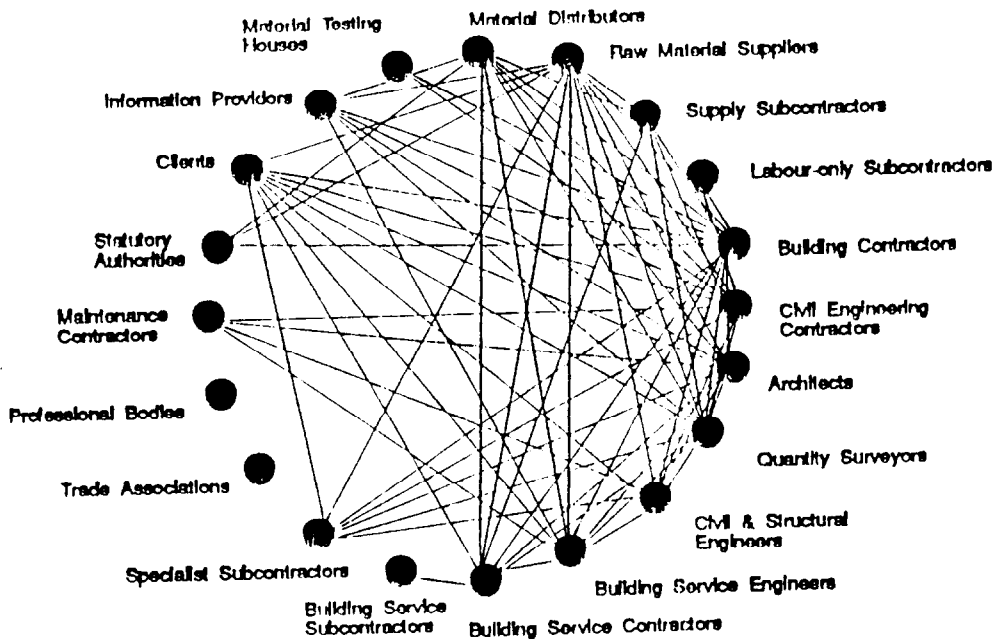 Material Testing
Houses
Material Distributors
Raw Material Suppliers
Information Providers
Supply Subcontractors
Clients
Labour-only Subcontractors
Statutory
Authorities
Building Contractors
Maintenance
Contractors
Civil Engineering
Contractors
Architects
Professional Bodies
Quantity Surveyors
Trade Associations
Civil & Structural
Engineers
Specialist Subcontractors
Building Service Engineers
Building Service
Subcontractors
Building Service Contractors